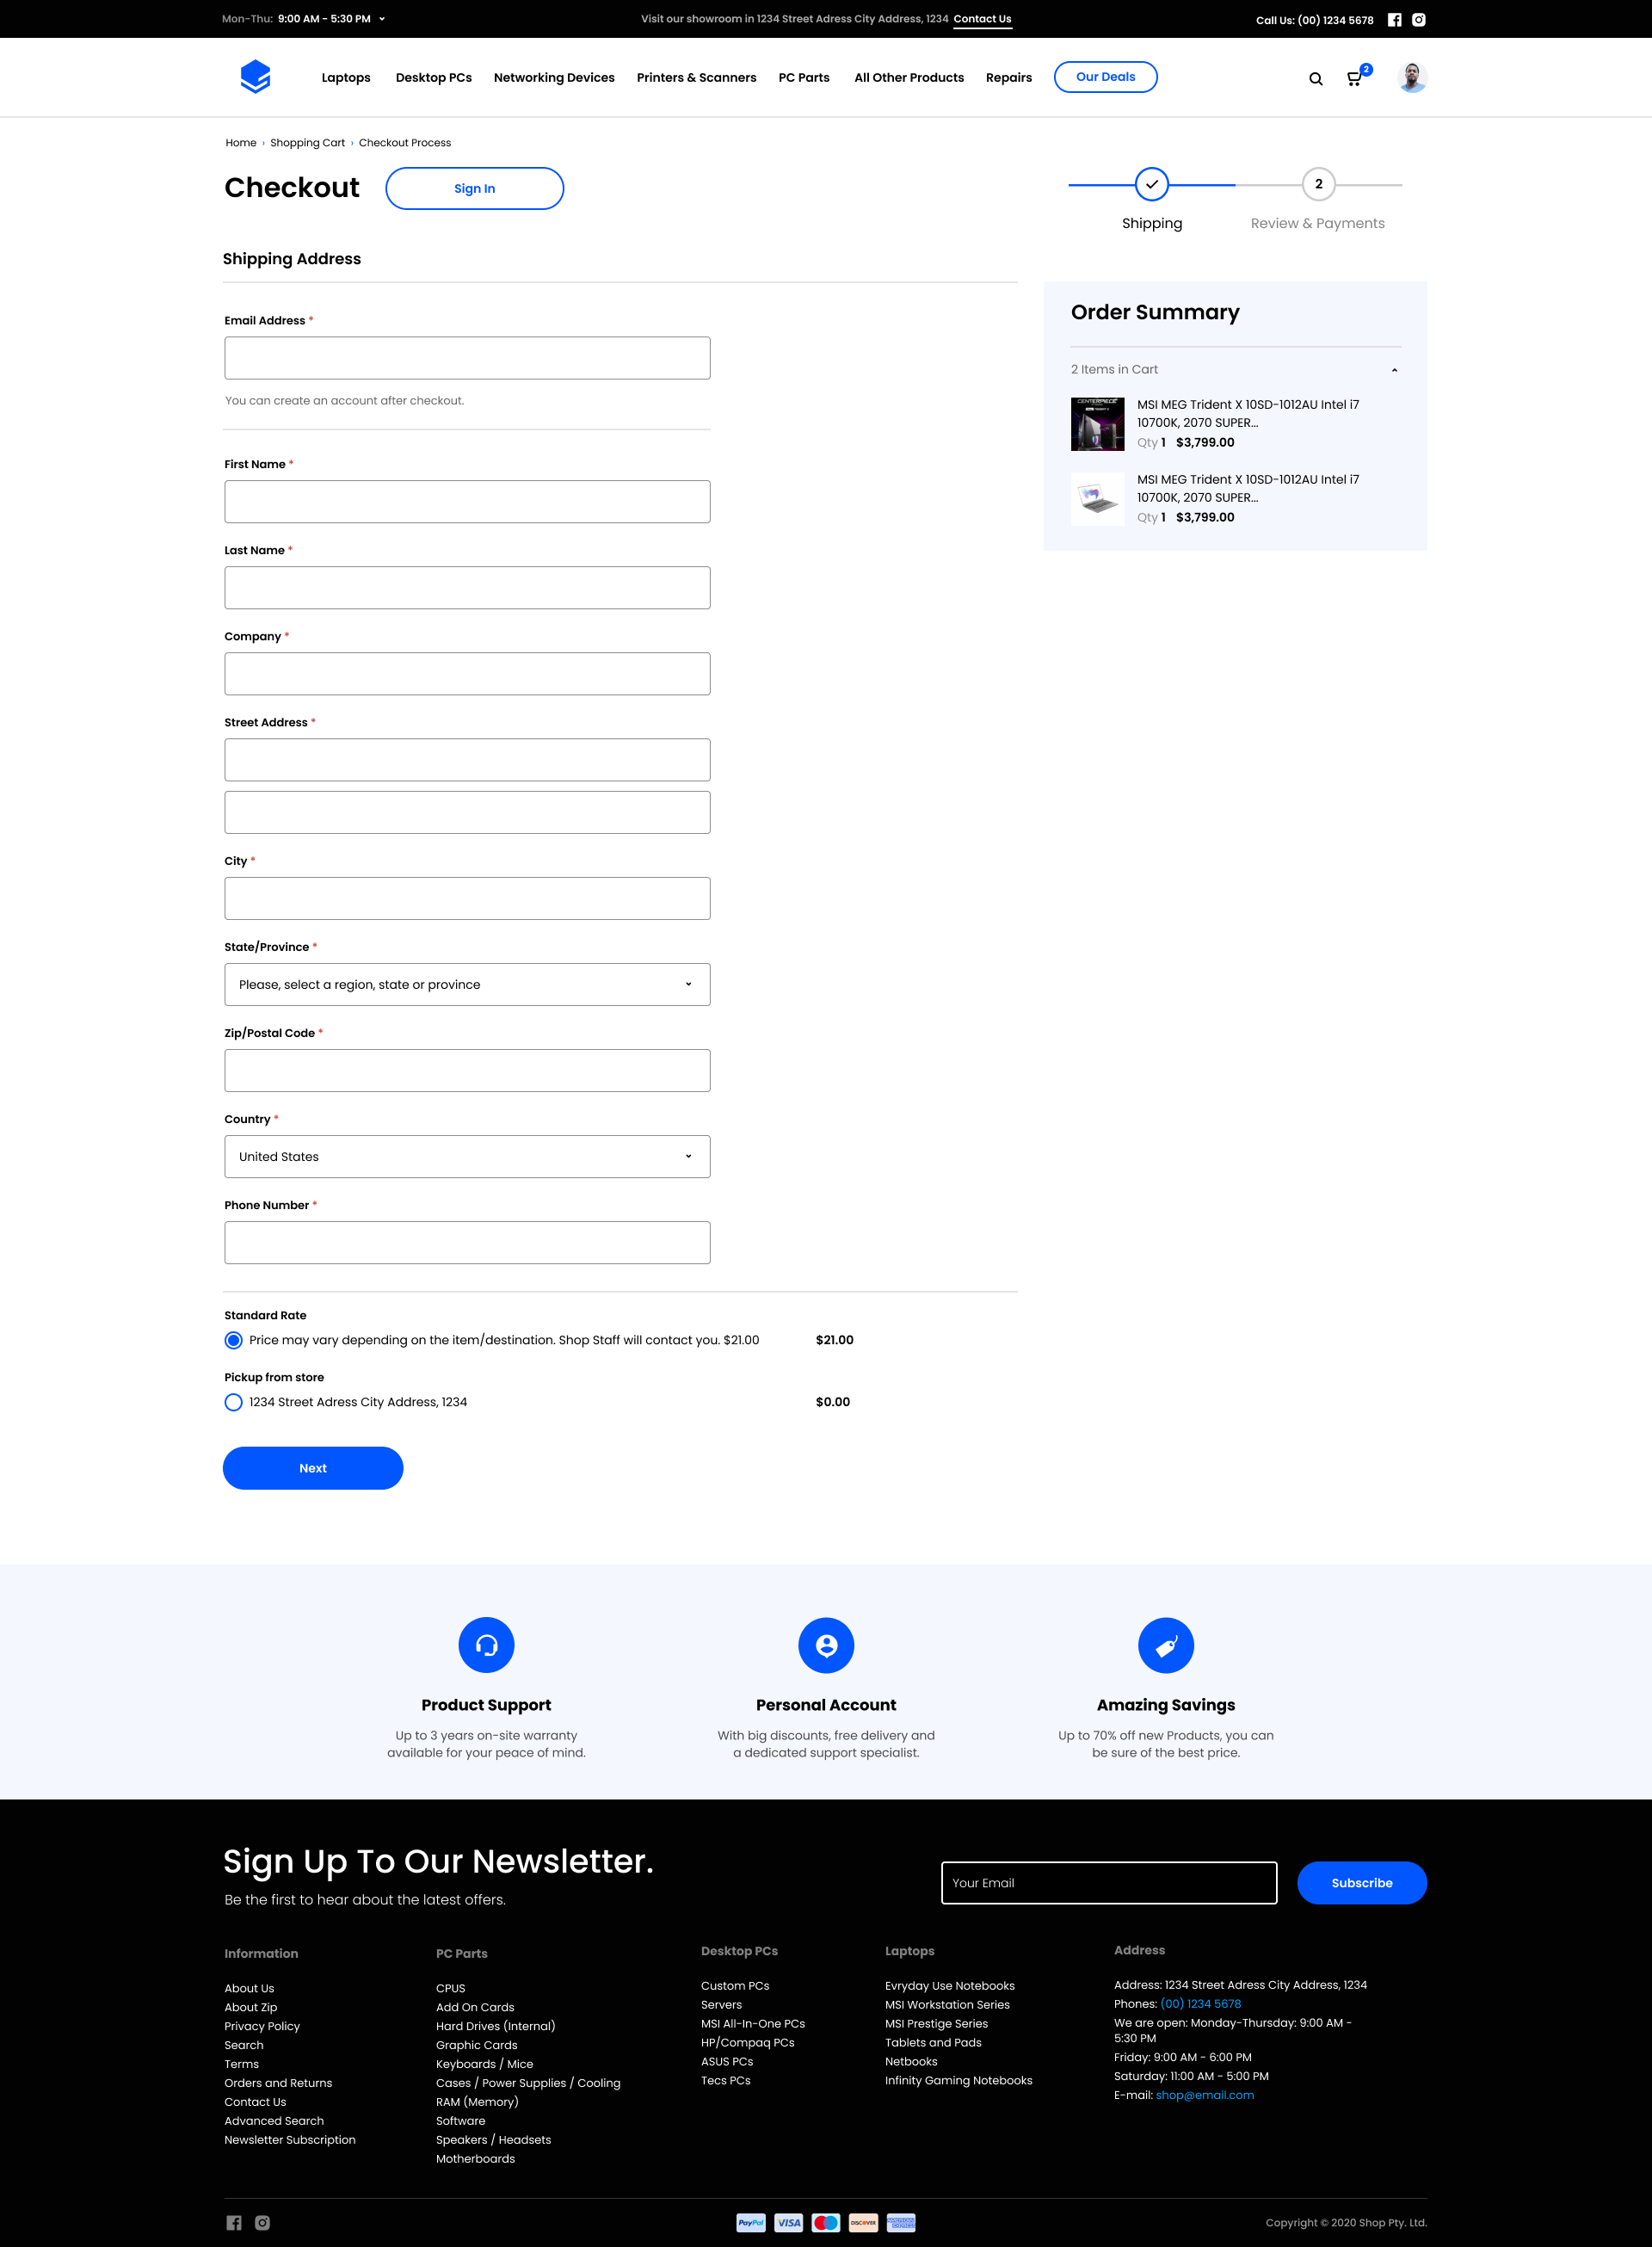 Mon-Thu: 9:00 AM - 5:30 PM
Visit our showroom in 1234 Street Adress City Address, 1234 Contact Us
Call Us: (00) 1234 5678
Laptops
Desktop PCs
Networking Devices
Printers & Scanners
PC Parts
All Other Products
Repairs
Our Deals
2
Home › Shopping Cart › Checkout Process
Checkout
Sign In
2
Shipping
Review & Payments
Shipping Address
Email Address *
You can create an account after checkout.
First Name *
Last Name *
Company *
Street Address *
City *
State/Province *
Please, select a region, state or province
Zip/Postal Code *
Country *
United States
Phone Number *
Standard Rate
Price may vary depending on the item/destination. Shop Staff will contact you. $21.00
$21.00
Pickup from store
1234 Street Adress City Address, 1234
$0.00
Next
Order Summary
2 Items in Cart
CENTERPIECE
MSI MEG Trident X 10SD-1012AU Intel i7
10700K, 2070 SUPER...
Qty 1 $3,799.00
MSI MEG Trident X 10SD-1012AU Intel i7
10700K, 2070 SUPER...
Qty 1 $3,799.00
Product Support
Up to 3 years on-site warranty
available for your peace of mind.
Personal Account
With big discounts, free delivery and
a dedicated support specialist.
Amazing Savings
Up to 70% off new Products, you can
be sure of the best price.
Sign Up To Our Newsletter.
Be the first to hear about the latest offers.
Your Email
Subscribe
Information
About Us
About Zip
Privacy Policy
Search
Terms
Orders and Returns
Contact Us
Advanced Search
Newsletter Subscription
PC Parts
CPUS
Add On Cards
Hard Drives (Internal)
Graphic Cards
Keyboards / Mice
Cases / Power Supplies / Cooling
RAM (Memory)
Software
Speakers / Headsets
Motherboards
Desktop PCs
Custom PCs
Servers
MSI All-In-One PCs
HP/Compaq PCs
ASUS PCs
Tecs PCs
Laptops
Evryday Use Notebooks
MSI Workstation Series
MSI Prestige Series
Tablets and Pads
Netbooks
Infinity Gaming Notebooks
Address
Address: 1234 Street Adress City Address, 1234
Phones: (00) 1234 5678
We are open: Monday-Thursday: 9:00 AM -
5:30 PM
Friday: 9:00 AM - 6:00 PM
Saturday: 11:00 AM - 5:00 PM
E-mail: shop@email.com
PayPal
VISA
DISCOVER
AMERICAN
EXPRESS
Copyright © 2020 Shop Pty. Ltd.